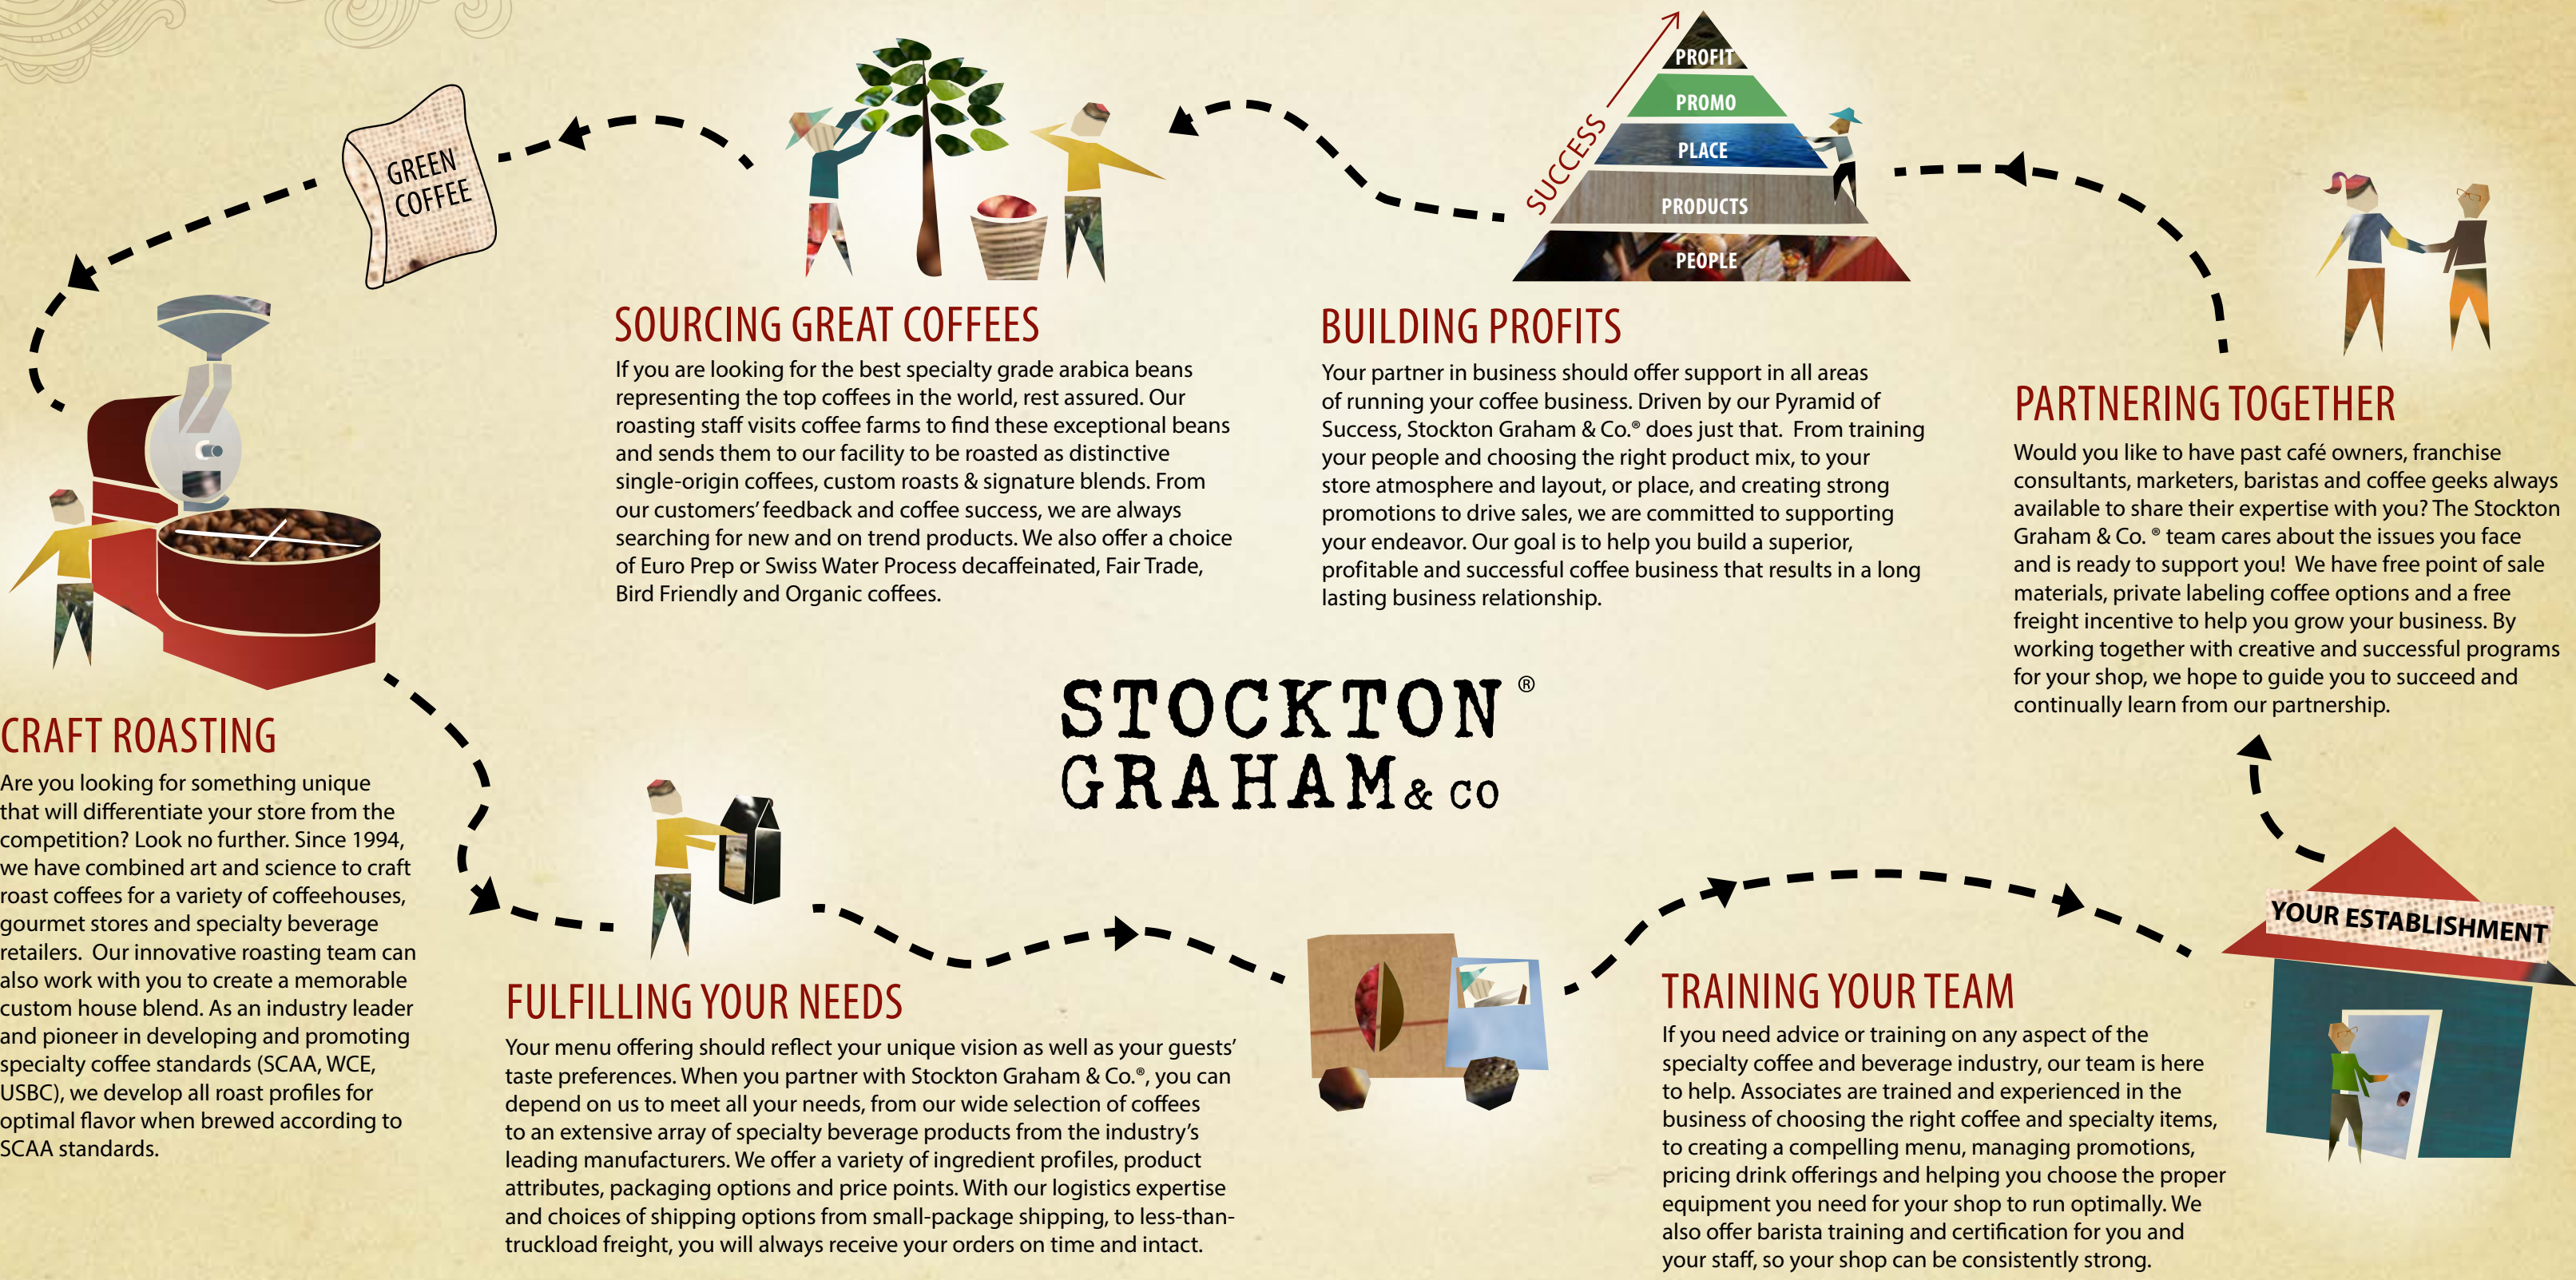 GREEN
COFFEE
SUCCESS
PROFIT
PROMO
PLACE
PRODUCTS
PEOPLE
SOURCING GREAT COFFEES
If you are looking for the best specialty grade arabica beans
representing the top coffees in the world, rest assured. Our
roasting staff visits coffee farms to find these exceptional beans
and sends them to our facility to be roasted as distinctive
single-origin coffees, custom roasts & signature blends. From
our customers’ feedback and coffee success, we are always
searching for new and on trend products. We also offer a choice
of Euro Prep or Swiss Water Process decaffeinated, Fair Trade,
Bird Friendly and Organic coffees.
BUILDING PROFITS
Your partner in business should offer support in all areas
of running your coffee business. Driven by our Pyramid of
Success, Stockton Graham & Co.® does just that.  From training
your people and choosing the right product mix, to your
store atmosphere and layout, or place, and creating strong
promotions to drive sales, we are committed to supporting
your endeavor. Our goal is to help you build a superior,
profitable and successful coffee business that results in a long
lasting business relationship.
PARTNERING TOGETHER
Would you like to have past café owners, franchise
consultants, marketers, baristas and coffee geeks always
available to share their expertise with you? The Stockton
Graham & Co. ® team cares about the issues you face
and is ready to support you!  We have free point of sale
materials, private labeling coffee options and a free
freight incentive to help you grow your business. By
working together with creative and successful programs
for your shop, we hope to guide you to succeed and
continually learn from our partnership.
STOCKTON ®
GRAHAM & CO
CRAFT ROASTING
Are you looking for something unique
that will differentiate your store from the
competition? Look no further. Since 1994,
we have combined art and science to craft
roast coffees for a variety of coffeehouses,
gourmet stores and specialty beverage
retailers.  Our innovative roasting team can
also work with you to create a memorable
custom house blend. As an industry leader
and pioneer in developing and promoting
specialty coffee standards (SCAA, WCE,
USBC), we develop all roast profiles for
optimal flavor when brewed according to
SCAA standards.
FULFILLING YOUR NEEDS
Your menu offering should reflect your unique vision as well as your guests’
taste preferences. When you partner with Stockton Graham & Co.®, you can
depend on us to meet all your needs, from our wide selection of coffees
to an extensive array of specialty beverage products from the industry’s
leading manufacturers. We offer a variety of ingredient profiles, product
attributes, packaging options and price points. With our logistics expertise
and choices of shipping options from small-package shipping, to less-than-
truckload freight, you will always receive your orders on time and intact.
TRAINING YOUR TEAM
If you need advice or training on any aspect of the
specialty coffee and beverage industry, our team is here
to help. Associates are trained and experienced in the
business of choosing the right coffee and specialty items,
to creating a compelling menu, managing promotions,
pricing drink offerings and helping you choose the proper
equipment you need for your shop to run optimally. We
also offer barista training and certification for you and
your staff, so your shop can be consistently strong.
YOUR ESTABLISHMENT